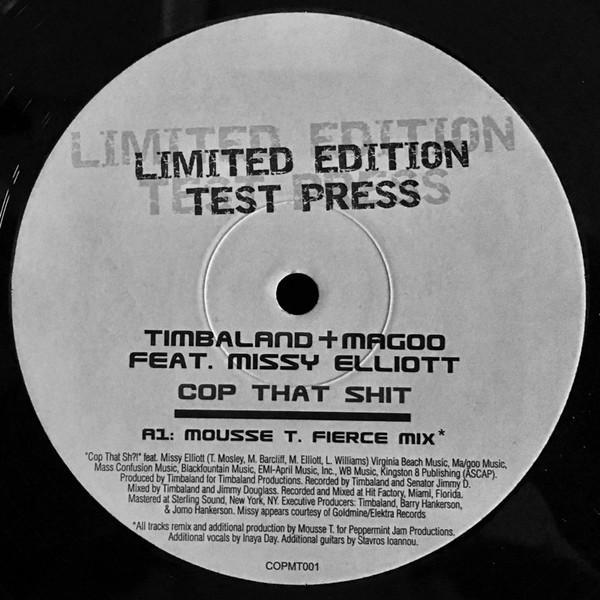 LIMITED EDITION
TEST PRESS
LIMITED EDITION
TEST PRESS
TIMBALAND+MAGOO
FEAT. MISSY ELLIOTT
COP THAT SHIT
A1: MOUSSE T. FIERCE MIX*
"Cop That Sh?!" feat. Missy Elliott (T. Mosley, M. Barcliff, M. Elliott, L. Williams) Virginia Beach Music, Ma/goo Music,
Mass Confusion Music, Blackfountain Music, EMI-April Music, Inc., WB Music, Kingston 8 Publishing (ASCAP).
Produced by Timbaland for Timbaland Productions. Recorded by Timbaland and Senator Jimmy D.
Mixed by Timbaland and Jimmy Douglass. Recorded and Mixed at Hit Factory, Miami, Florida.
Mastered at Sterling Sound, New York, NY. Executive Producers: Timbaland, Barry Hankerson,
& Jomo Hankerson. Missy appears courtesy of Goldmine/Elektra Records
*All tracks remix and additional production by Mousse T. for Peppermint Jam Productions.
Additional vocals by Inaya Day. Additional guitars by Stavros Ioannou.
COPMT001